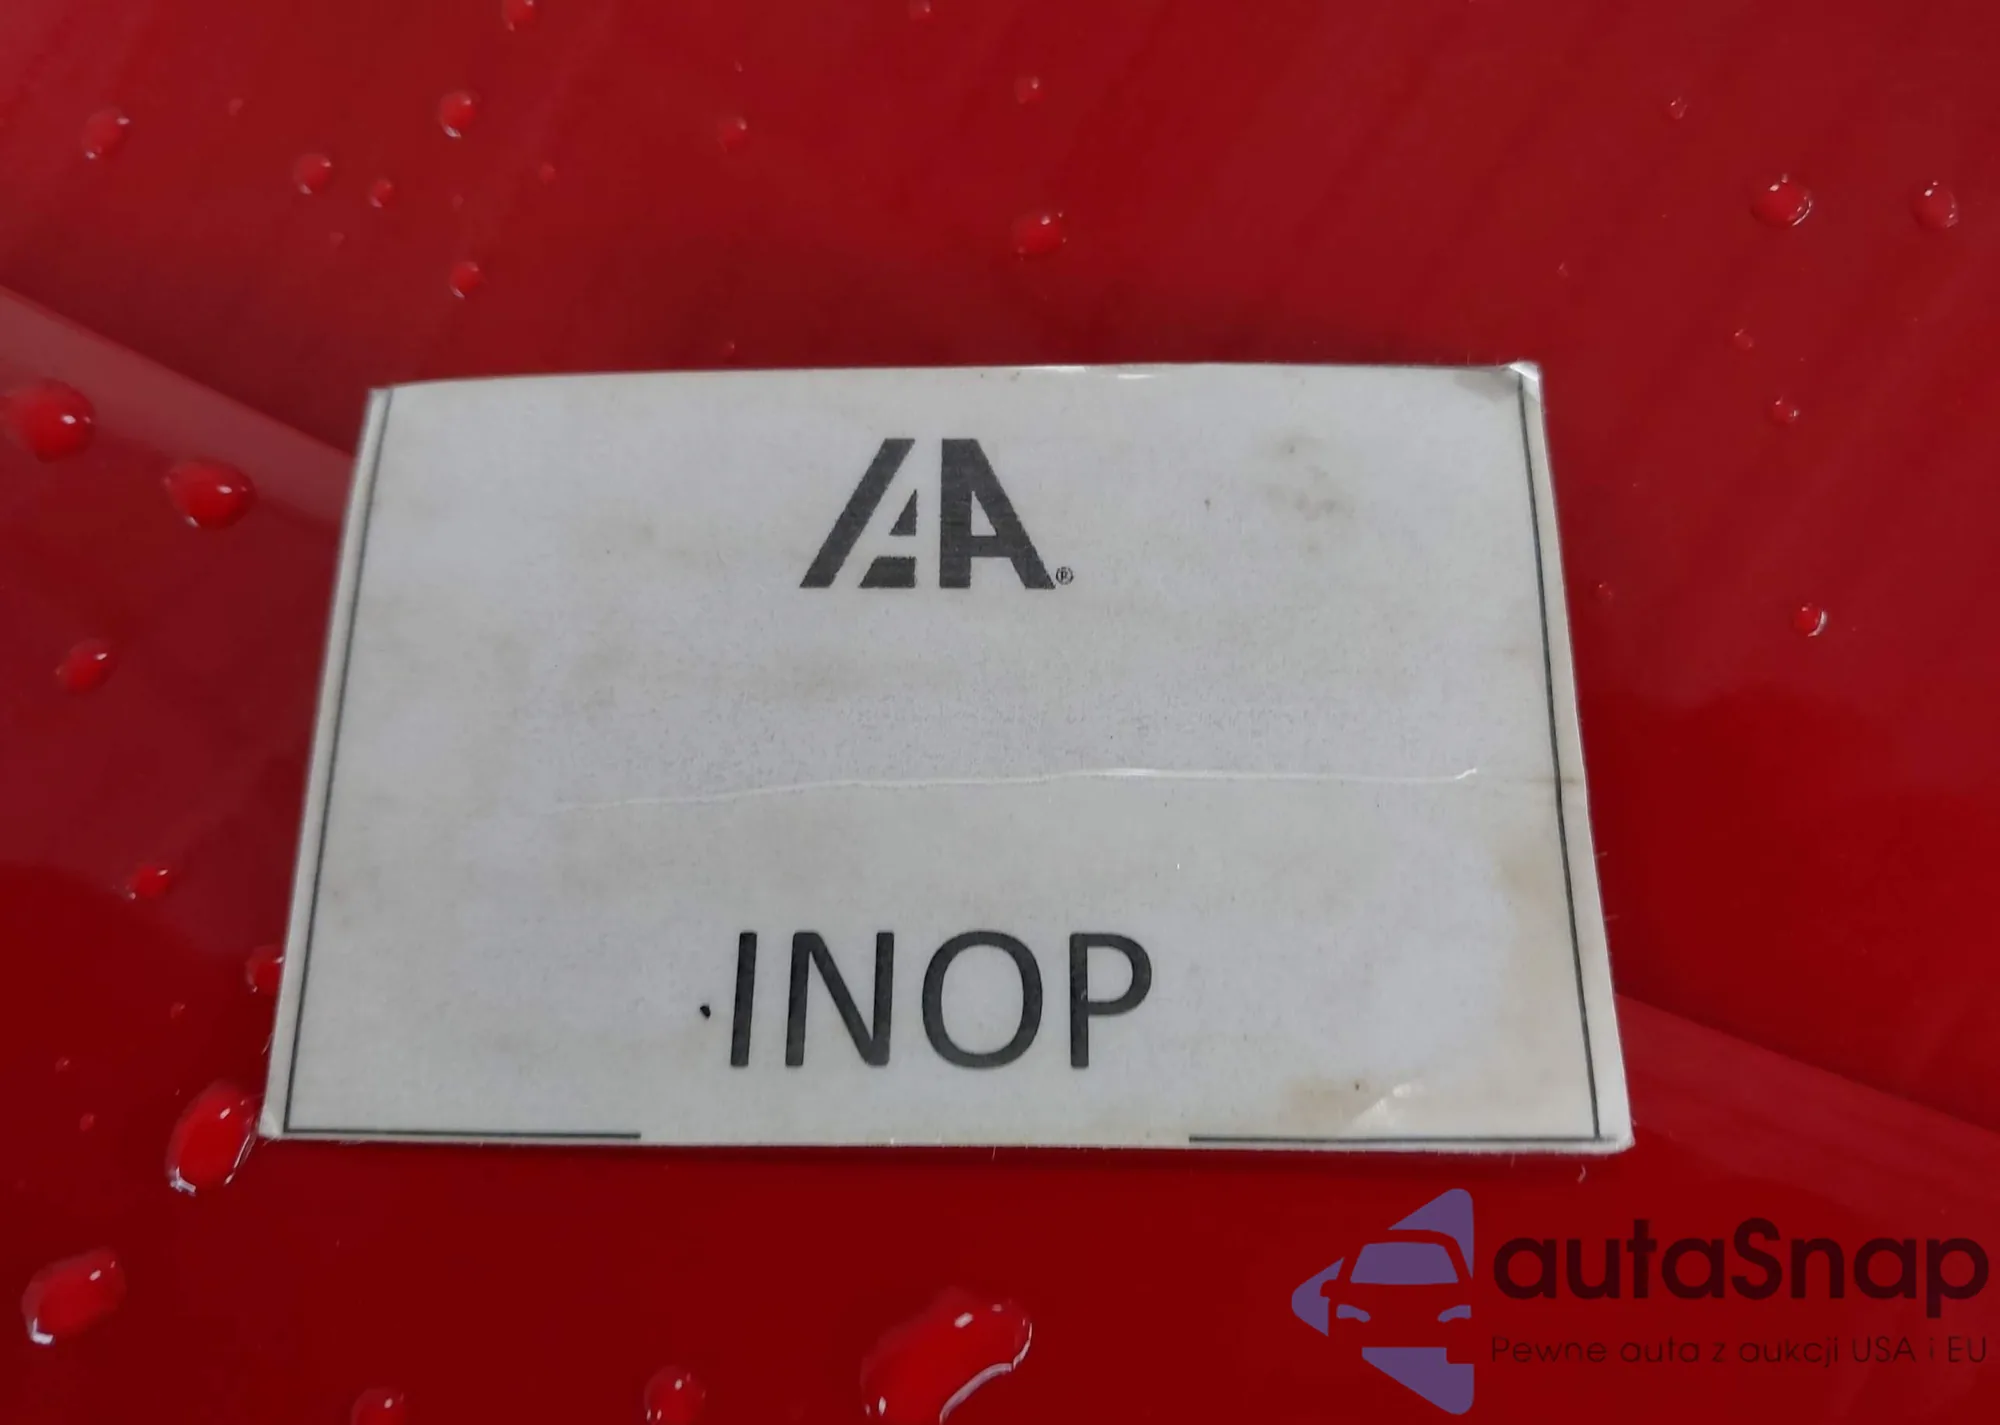 IAA®
INOP
autaSnap
Pewne auta z aukcji USA i EU